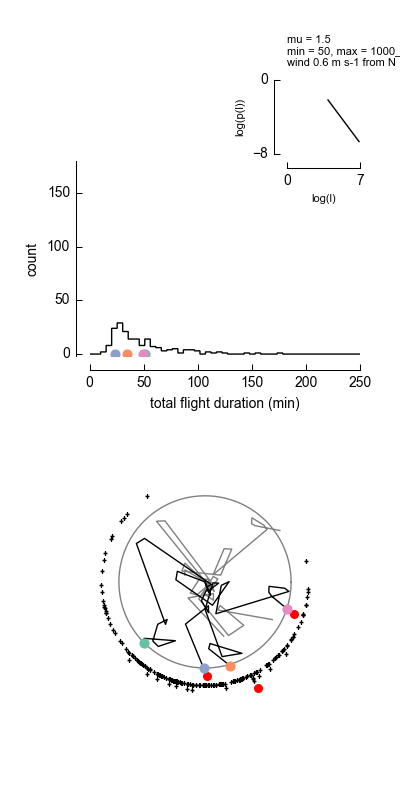 mu = 1.5
min = 50, max = 1000_
wind 0.6 m s-1 from N
0
log(p(l))
−8
0
7
log(l)
150
100
count
50
0
0
50
100
150
200
250
total flight duration (min)